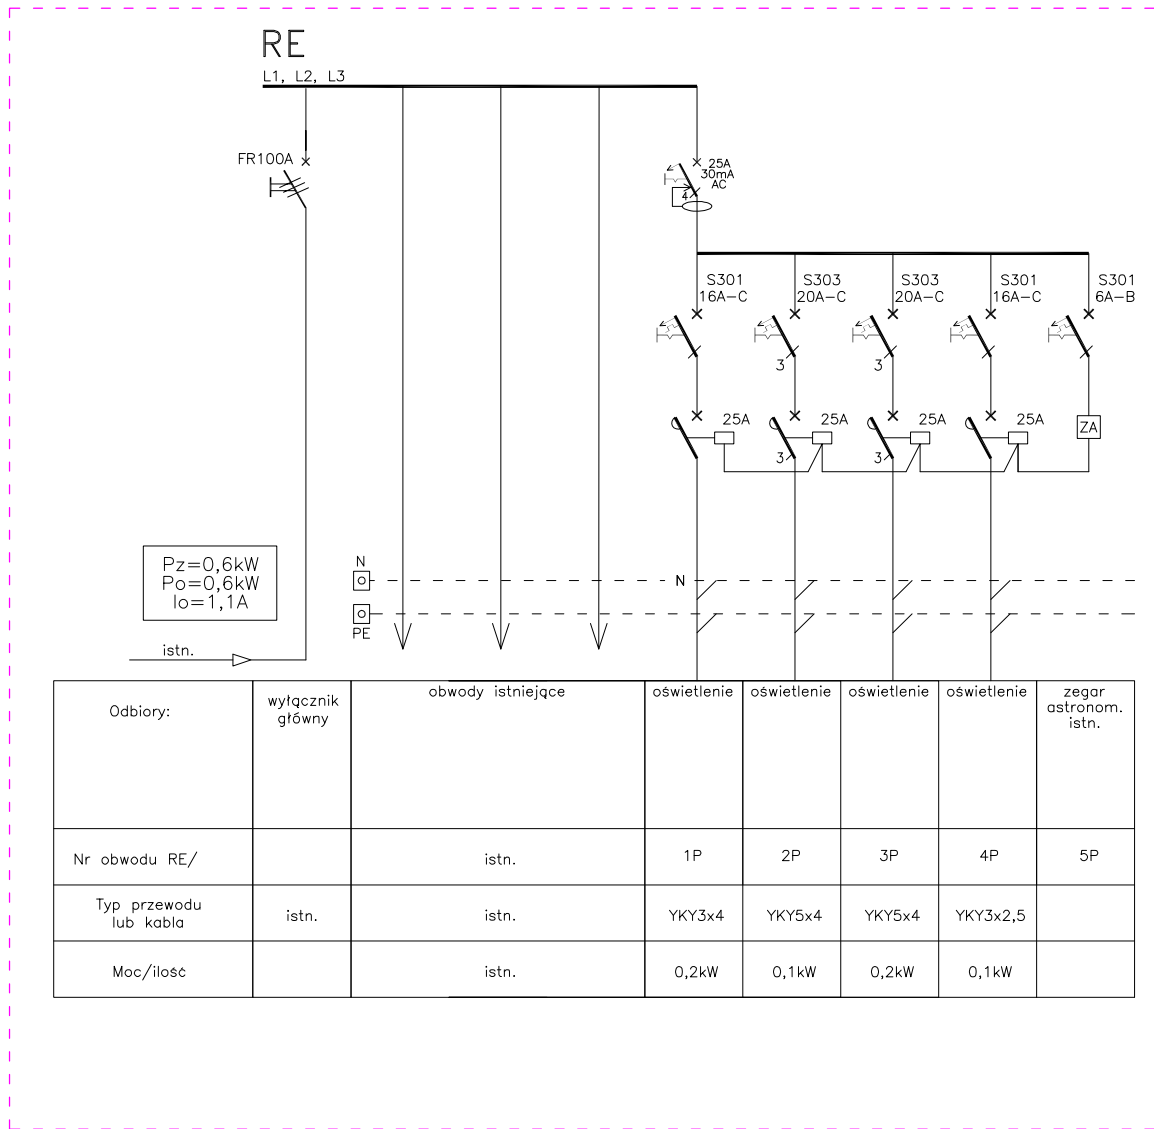 RE
L1, L2, L3
FR100A
25A
30mA
AC
4
S301
16A-C
S303
20A-C
S303
20A-C
S301
16A-C
S301
6A-B
3
3
25A
25A
25A
25A
ZA
3
3
Pz=0,6kW
Po=0,6kW
Io=1,1A
N
N
PE
istn.
Odbiory:
wyłącznik
główny
obwody istniejące
oświetlenie
oświetlenie
oświetlenie
oświetlenie
zegar
astronom.
istn.
Nr obwodu RE/
istn.
1P
2P
3P
4P
5P
Typ przewodu
lub kabla
istn.
istn.
YKY3x4
YKY5x4
YKY5x4
YKY3x2,5
Moc/ilość
istn.
0,2kW
0,1kW
0,2kW
0,1kW